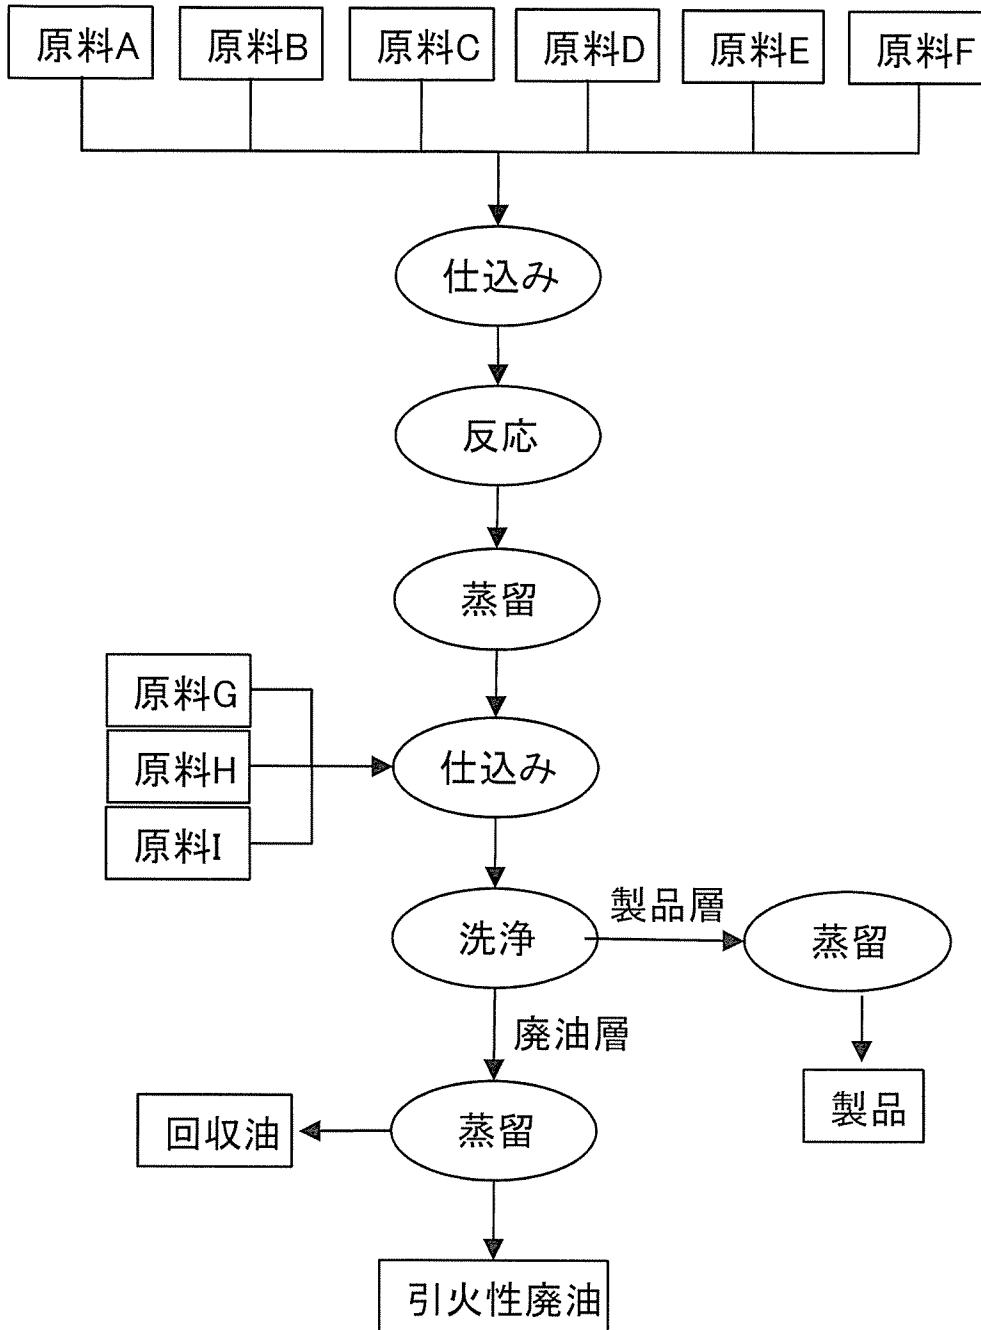 原料A
原料B
原料C
原料D
原料E
原料F
仕込み
反応
蒸留
原料G
原料H
原料I
仕込み
洗浄
製品層
蒸留
廃油層
製品
回収油
蒸留
引火性廃油